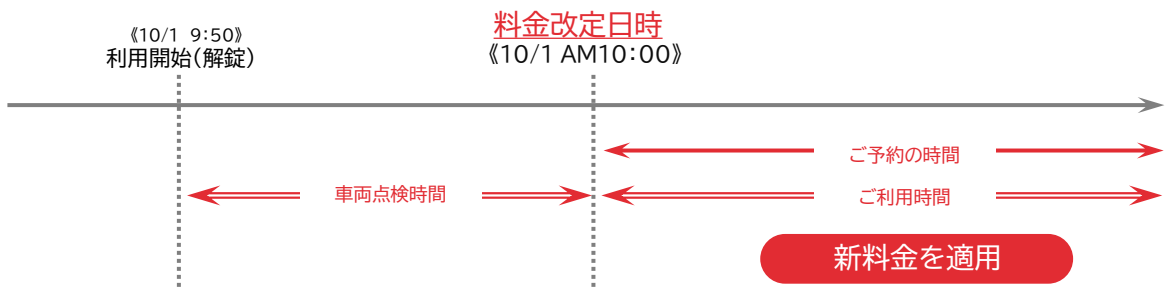 料金改定日時
《10/1 9:50》
《10/1 AM10:00》
利用開始(解錠)
ご予約の時間
車両点検時間
ご利用時間
新料金を適用